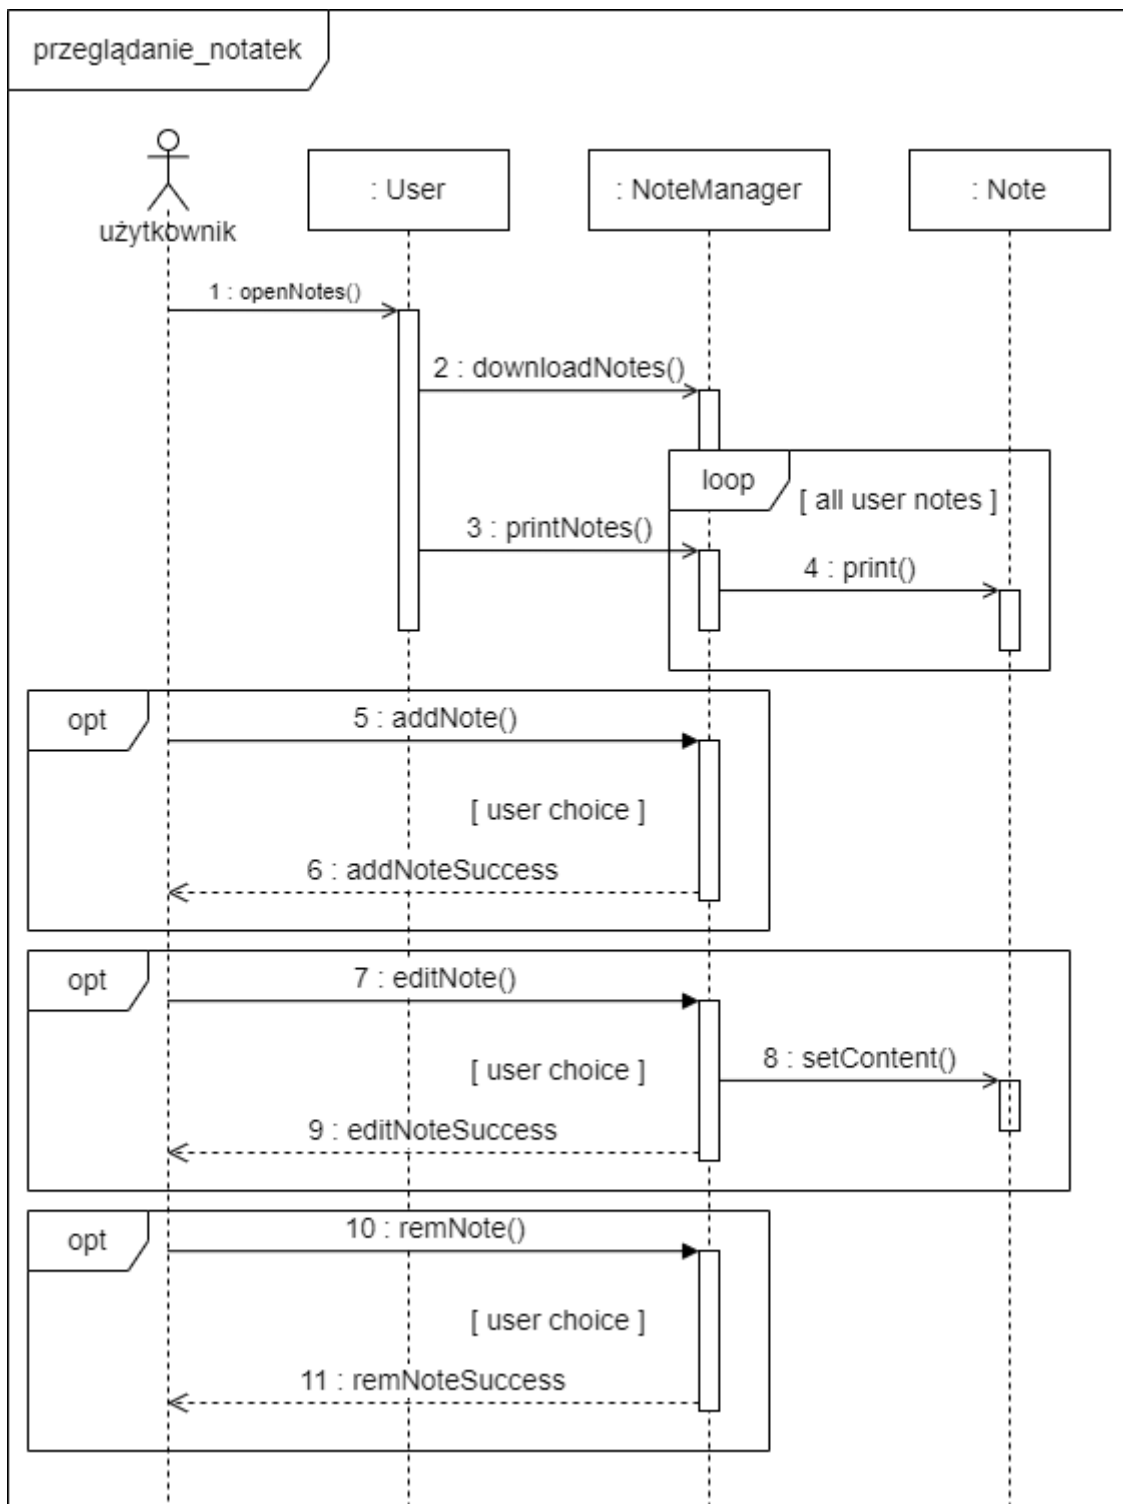 przeglądanie_notatek
użytkownik
: User
: NoteManager
: Note
1 : openNotes()
2 : downloadNotes()
loop
[ all user notes ]
3 : printNotes()
4 : print()
opt
5 : addNote()
[ user choice ]
6 : addNoteSuccess
opt
7 : editNote()
[ user choice ]
8 : setContent()
9 : editNoteSuccess
opt
10 : remNote()
[ user choice ]
11 : remNoteSuccess